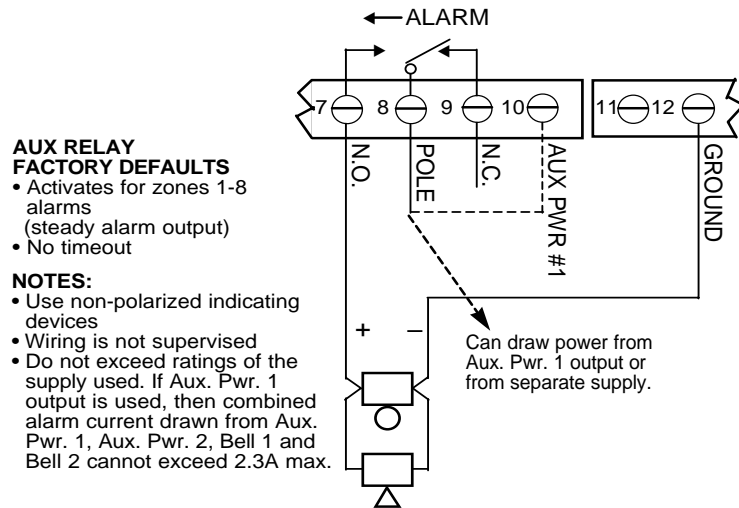 ALARM
7 8 9 10 11 12
N.O.
POLE
N.C.
AUX PWR #1
GROUND
AUX RELAY
FACTORY DEFAULTS
• Activates for zones 1-8
alarms
(steady alarm output)
• No timeout
NOTES:
• Use non-polarized indicating
devices
• Wiring is not supervised
• Do not exceed ratings of the
supply used. If Aux. Pwr. 1
output is used, then combined
alarm current drawn from Aux.
Pwr. 1, Aux. Pwr. 2, Bell 1 and
Bell 2 cannot exceed 2.3A max.
+ –
Can draw power from
Aux. Pwr. 1 output or
from separate supply.